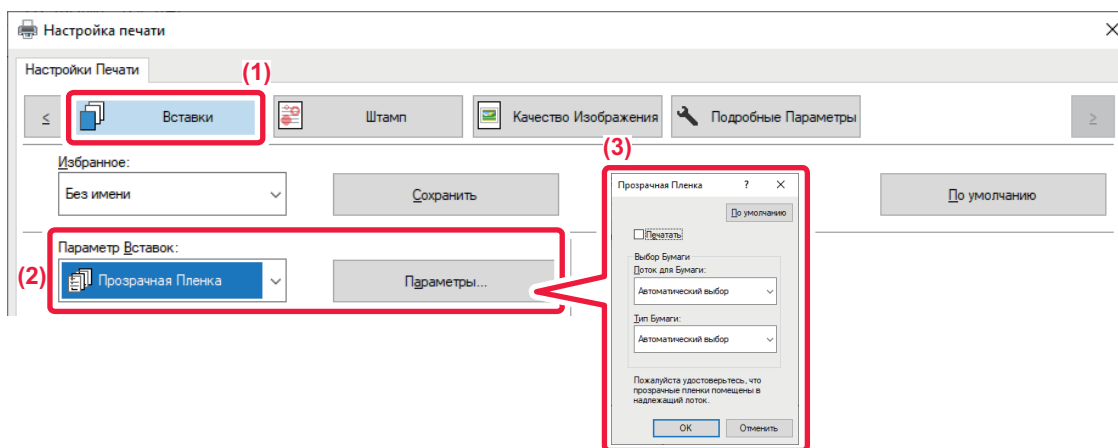 Настройка печати
Настройки Печати
(1)
<
Вставки
Штамп
Качество Изображения
Подробные Параметры
>
Избранное:
Без имени
Сохранить
По умолчанию
(2)
Параметр Вставок:
Прозрачная Пленка
Параметры...
(3)
Прозрачная Пленка ?
По умолчанию
Печатать
Выбор Бумаги
Лоток для Бумаги:
Автоматический выбор
Тип Бумаги:
Автоматический выбор
Пожалуйста удостоверьтесь, что
прозрачные пленки помещены в
надлежащий лоток.
OK
Отменить